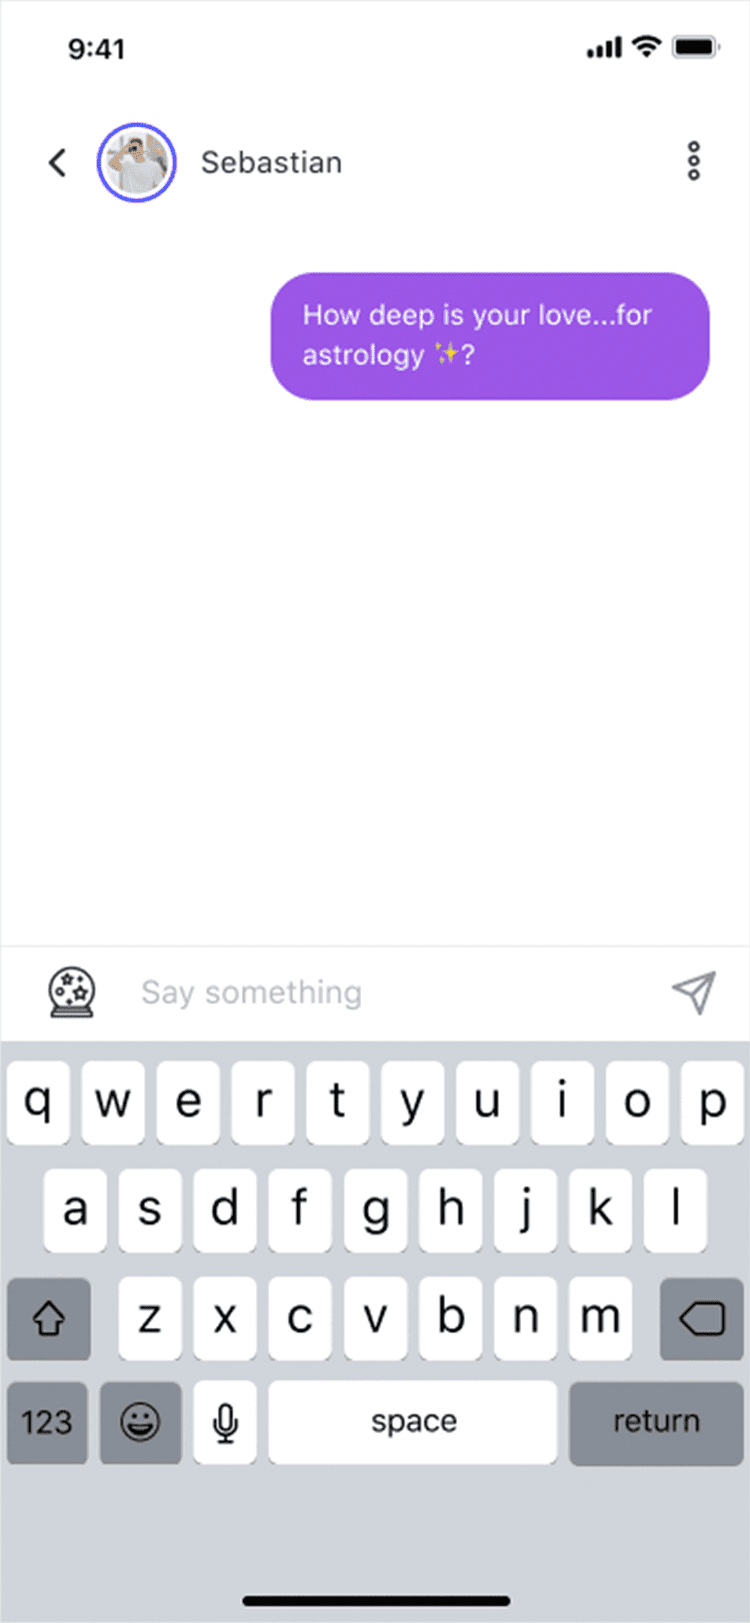 9:41
Sebastian
How deep is your love...for
astrology ✨?
Say something
q w e r t y u i o p
a s d f g h j k l
z x c v b n m
123 space return